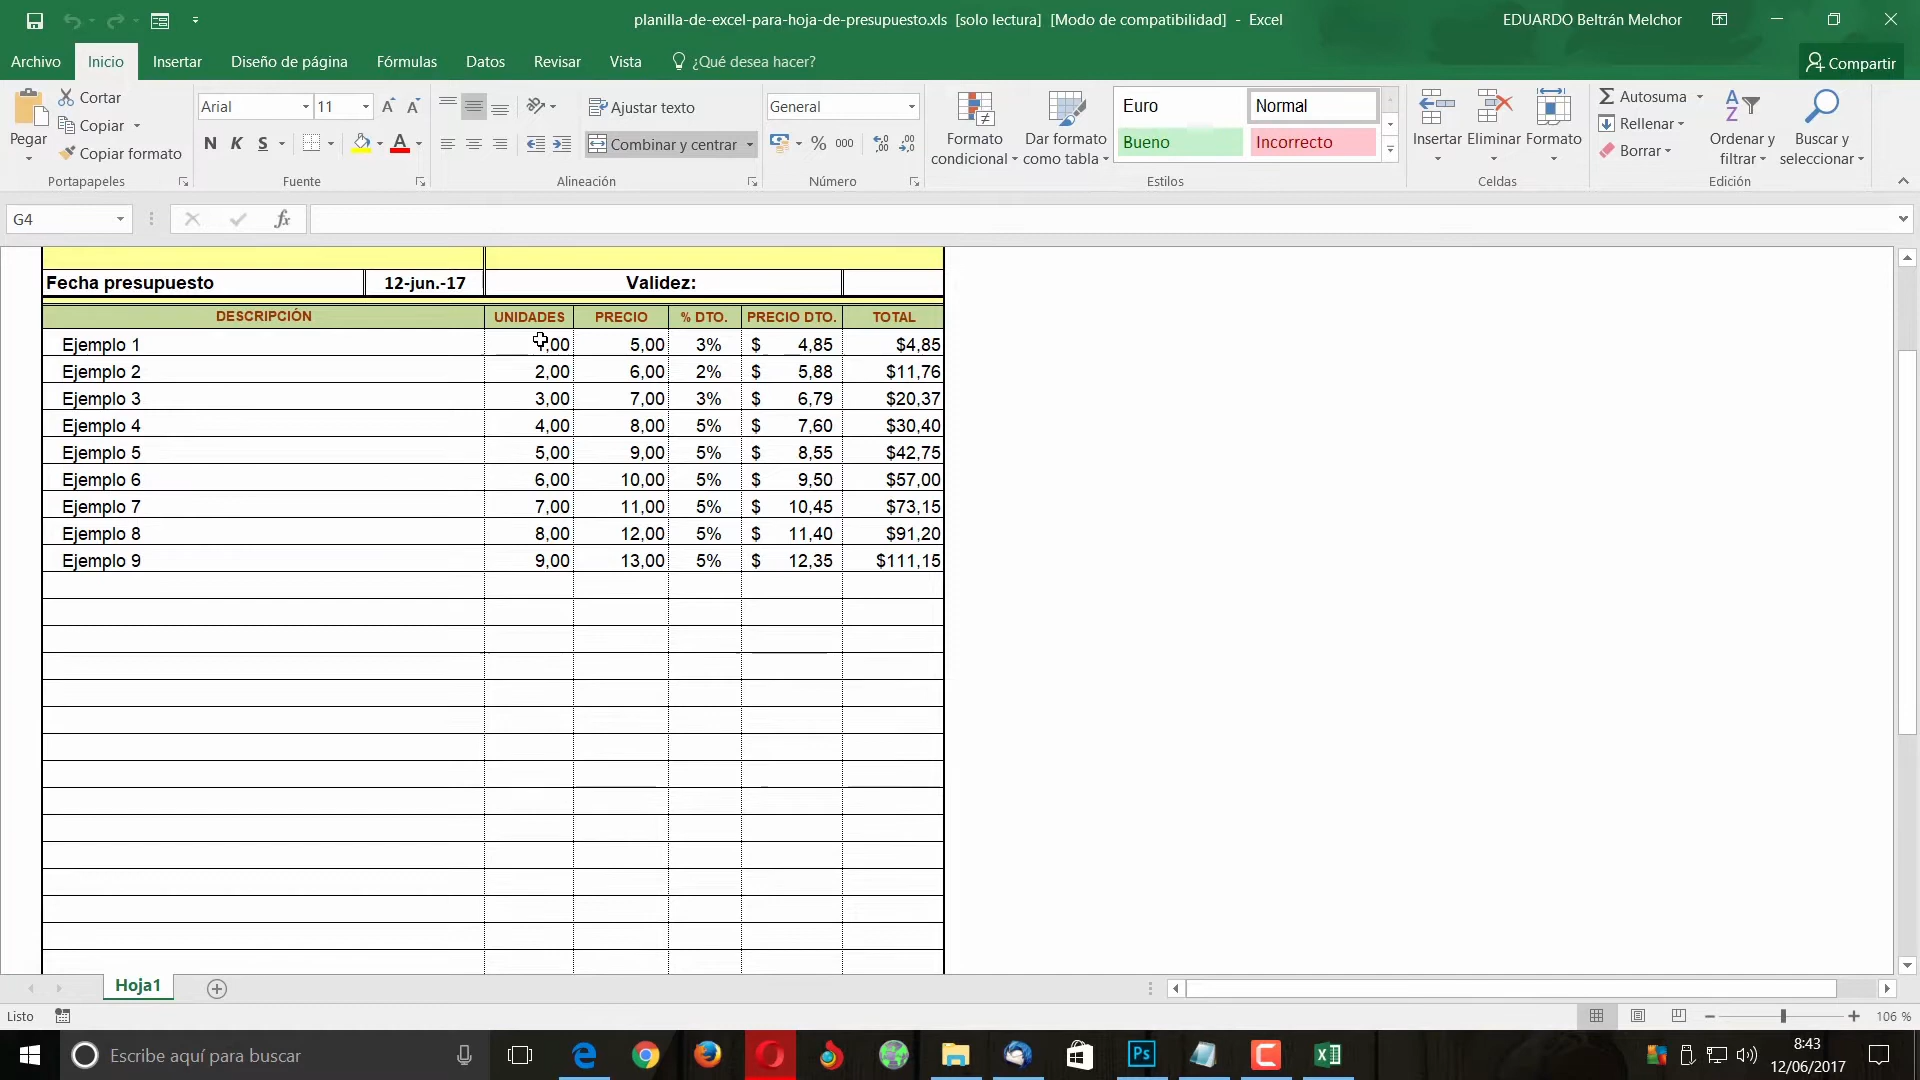 planilla-de-excel-para-hoja-de-presupuesto.xls [solo lectura] [Modo de compatibilidad] - Excel
EDUARDO Beltrán Melchor
Archivo Inicio Insertar Diseño de página Fórmulas Datos Revisar Vista ¿Qué desea hacer? Compartir
Pegar
Cortar
Copiar
Copiar formato
Portapapeles
Arial 11
N K S
Fuente
Ajustar texto
Combinar y centrar
Alineación
General
% 000
Número
Formato condicional
Dar formato como tabla
Euro Normal
Bueno Incorrecto
Estilos
Insertar Eliminar Formato
Celdas
Autosuma
Rellenar
Borrar
Ordenar y filtrar
Buscar y seleccionar
Edición
G4 fx
Fecha presupuesto 12-jun.-17 Validez:
DESCRIPCIÓN UNIDADES PRECIO % DTO. PRECIO DTO. TOTAL
Ejemplo 1 1,00 5,00 3% $ 4,85 $4,85
Ejemplo 2 2,00 6,00 2% $ 5,88 $11,76
Ejemplo 3 3,00 7,00 3% $ 6,79 $20,37
Ejemplo 4 4,00 8,00 5% $ 7,60 $30,40
Ejemplo 5 5,00 9,00 5% $ 8,55 $42,75
Ejemplo 6 6,00 10,00 5% $ 9,50 $57,00
Ejemplo 7 7,00 11,00 5% $ 10,45 $73,15
Ejemplo 8 8,00 12,00 5% $ 11,40 $91,20
Ejemplo 9 9,00 13,00 5% $ 12,35 $111,15
Hoja1
Listo 106 %
Escribe aquí para buscar
Ps
8:43
12/06/2017